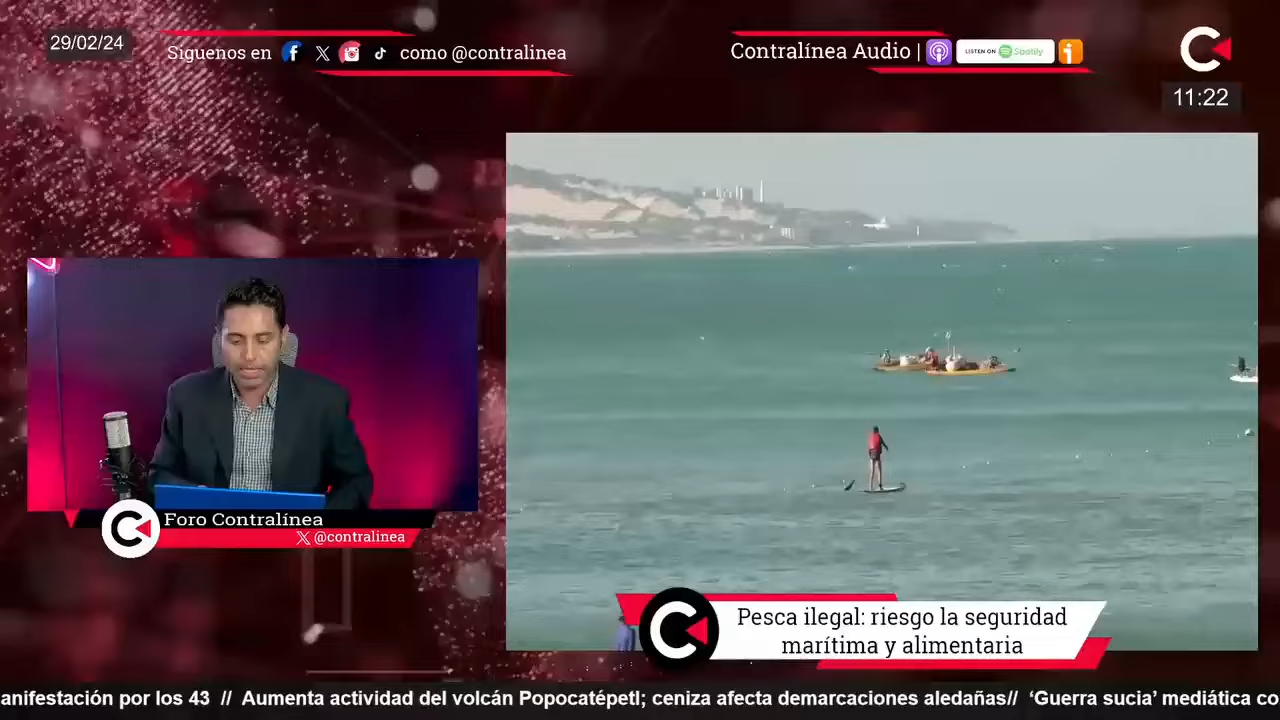 29/02/24
Siguenos en
como @contralinea
Contralínea Audio |
LISTEN ON Spotify
11:22
Foro Contralínea
@contralinea
Pesca ilegal: riesgo la seguridad
marítima y alimentaria
anifestación por los 43 // Aumenta actividad del volcán Popocatépetl; ceniza afecta demarcaciones aledañas// ‘Guerra sucia’ mediática co